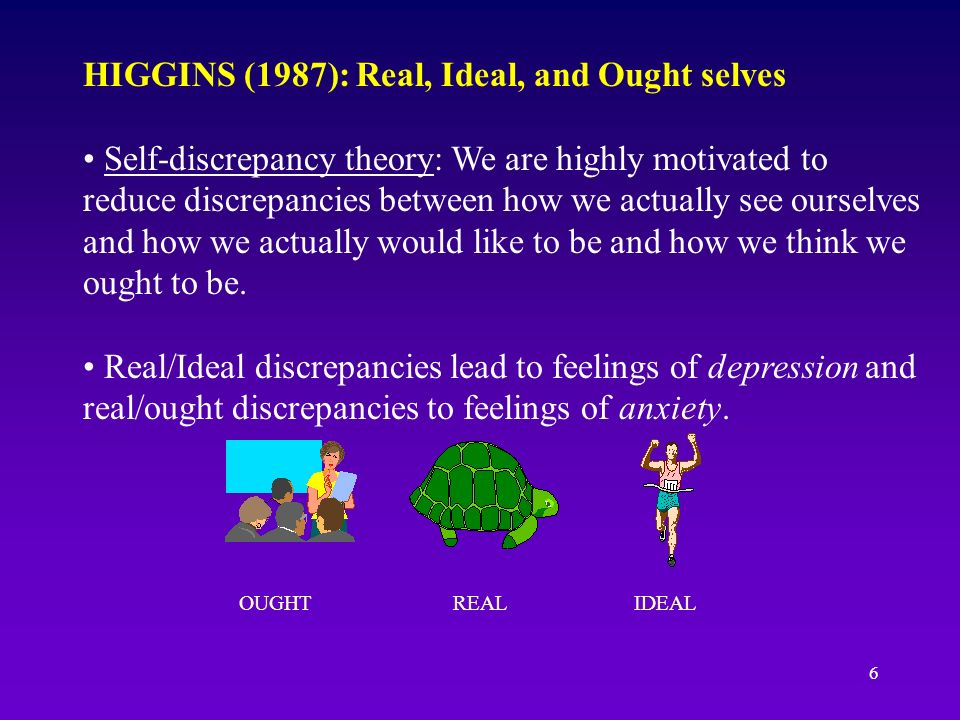 HIGGINS (1987): Real, Ideal, and Ought selves
• Self-discrepancy theory: We are highly motivated to
reduce discrepancies between how we actually see ourselves
and how we actually would like to be and how we think we
ought to be.
• Real/Ideal discrepancies lead to feelings of depression and
real/ought discrepancies to feelings of anxiety.
OUGHT REAL IDEAL
6